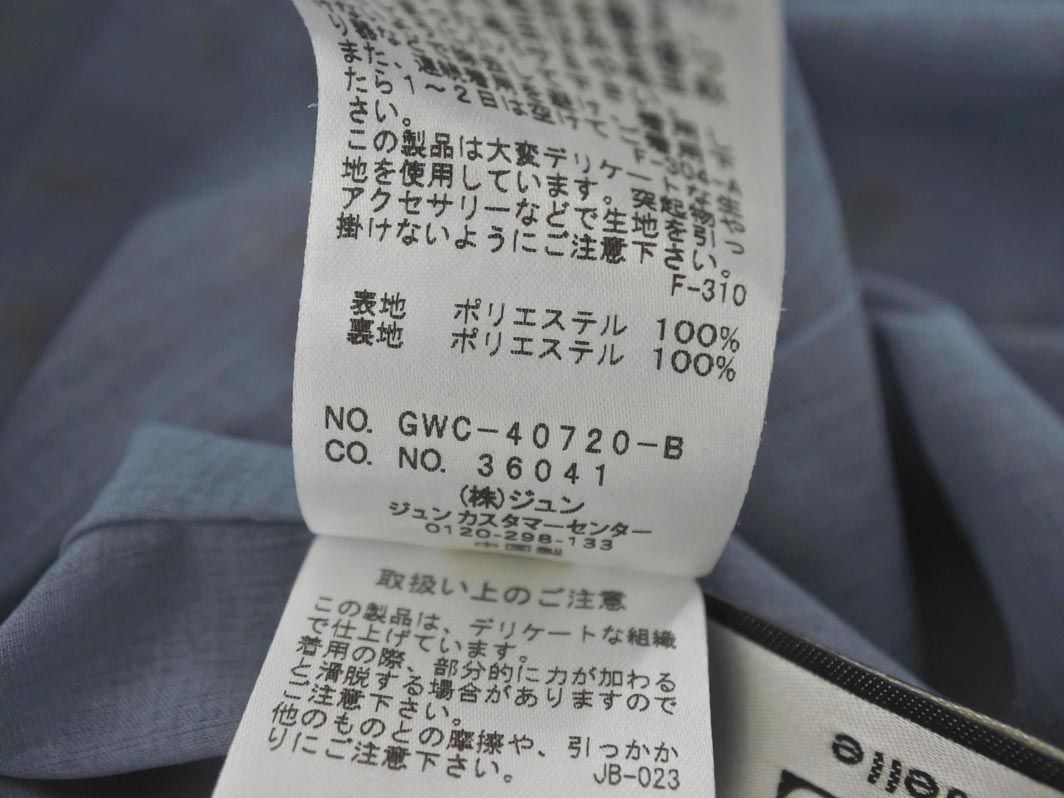 また、連続着用を避け、一度着用し
たら1~2日は空けて下
さい。
F-304-A
この製品は大変デリケートな生
地を使用しています。突起物や
アクセサリーなどで生地を引っ
掛けないようにご注意下さい。
F-310
表地 ポリエステル 100%
裏地 ポリエステル 100%
NO. GWC-40720-B
CO. NO. 36041
(株)ジュン
ジュン カスタマーセンター
0120-298-133
中国製
取扱い上のご注意
この製品は、デリケートな組織
で仕上げています。
着用の際、部分的に力が加わる
と滑脱する場合がありますので
ご注意下さい。
他のものとの摩擦や、引っかか
りにご注意下さい。
JB-023